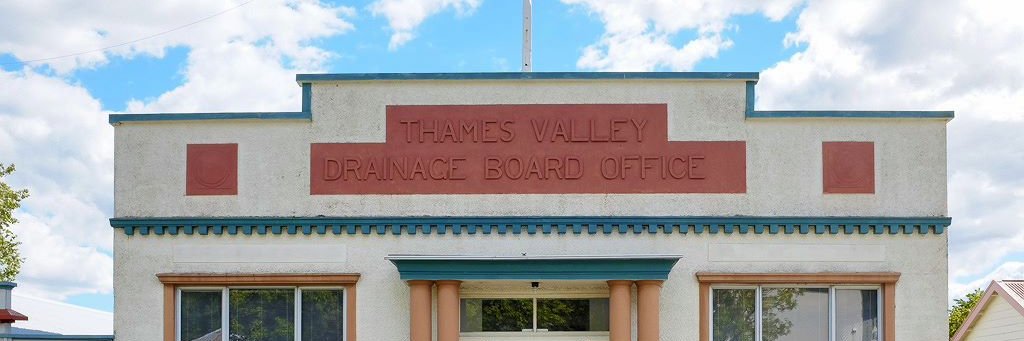 THAMES VALLEY
DRAINAGE BOARD OFFICE